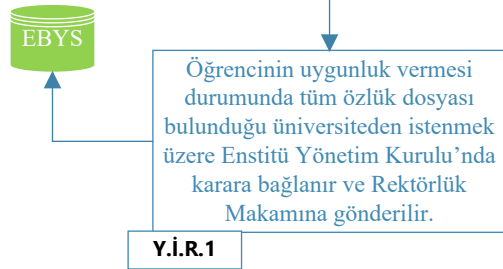 EBYS
Öğrencinin uygunluk vermesi
durumunda tüm özlük dosyası
bulunduğu üniversiteden istenmek
üzere Enstitü Yönetim Kurulu’nda
karara bağlanır ve Rektörlük
Makamına gönderilir.
Y.İ.R.1